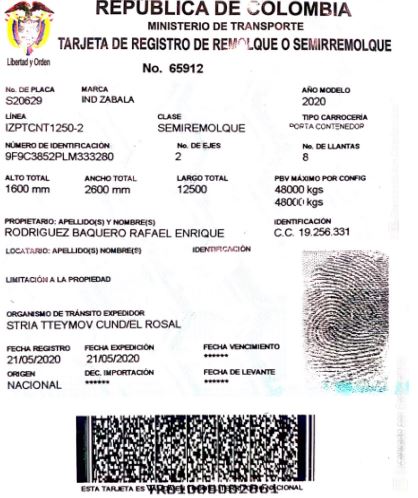 REPUBLICA DE COLOMBIA
MINISTERIO DE TRANSPORTE
TARJETA DE REGISTRO DE REMOLQUE O SEMIRREMOLQUE
Libertad y Orden
No. 65912
No. DE PLACA MARCA AÑO MODELO
S20629 IND ZABALA 2020
LÍNEA CLASE TIPO CARROCERÍA
IZPTCNT1250-2 SEMIREMOLQUE PORTA CONTENEDOR
NÚMERO DE IDENTIFICACIÓN No. DE EJES No. DE LLANTAS
9F9C3852PLM333280 2 8
ALTO TOTAL ANCHO TOTAL LARGO TOTAL PBV MÁXIMO POR CONFIG
1600 mm 2600 mm 12500 48000 kgs
48000 kgs
PROPIETARIO: APELLIDO(S) Y NOMBRE(S) IDENTIFICACIÓN
RODRIGUEZ BAQUERO RAFAEL ENRIQUE C.C. 19.256.331
LOCATARIO: APELLIDO(S) NOMBRE(S) IDENTIFICACIÓN
LIMITACIÓN A LA PROPIEDAD
ORGANISMO DE TRÁNSITO EXPEDIDOR
STRIA TTEYMOV CUND/EL ROSAL
FECHA REGISTRO FECHA EXPEDICIÓN FECHA VENCIMIENTO
21/05/2020 21/05/2020 ******
ORIGEN DEC. IMPORTACIÓN FECHA DE LEVANTE
NACIONAL ****** ******
ESTA TARJETA ES